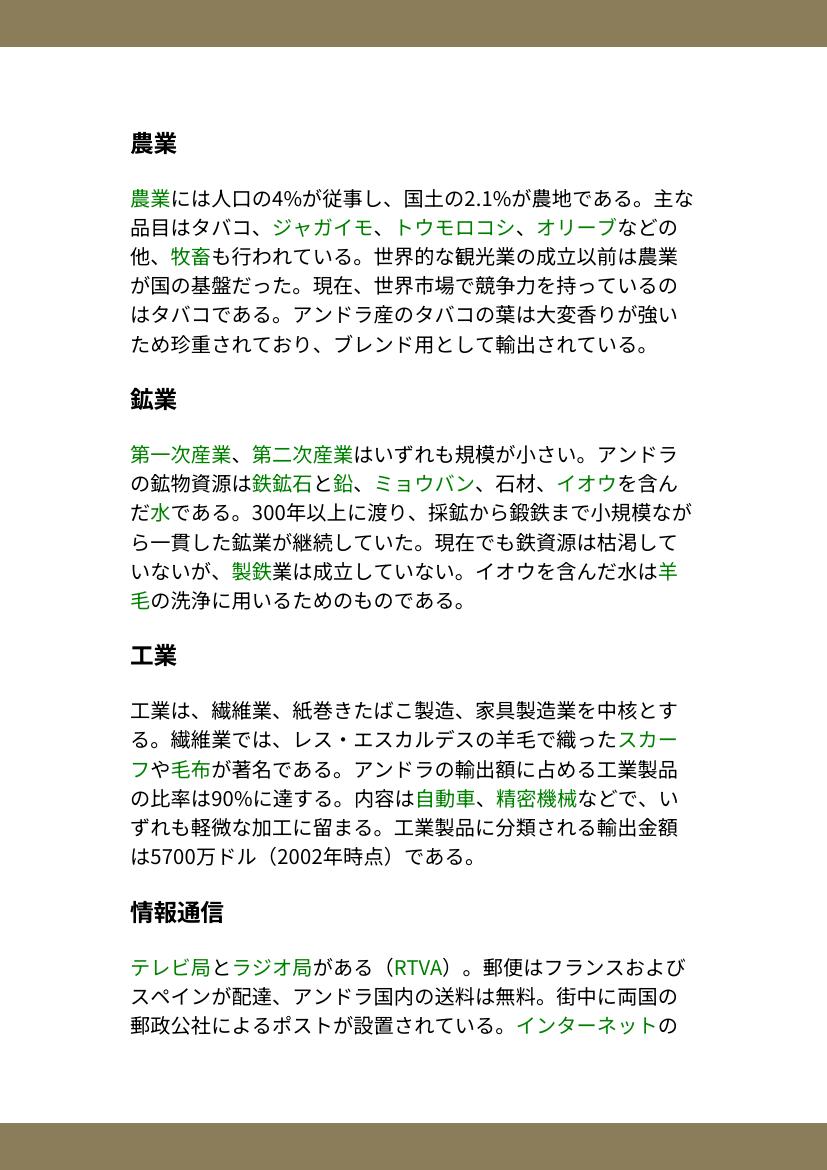 農業
農業には人口の4%が従事し、国土の2.1%が農地である。主な
品目はタバコ、ジャガイモ、トウモロコシ、オリーブなどの
他、牧畜も行われている。世界的な観光業の成立以前は農業
が国の基盤だった。現在、世界市場で競争力を持っているの
はタバコである。アンドラ産のタバコの葉は大変香りが強い
ため珍重されており、ブレンド用として輸出されている。
鉱業
第一次産業、第二次産業はいずれも規模が小さい。アンドラ
の鉱物資源は鉄鉱石と鉛、ミョウバン、石材、イオウを含ん
だ水である。300年以上に渡り、採鉱から鍛鉄まで小規模なが
ら一貫した鉱業が継続していた。現在でも鉄資源は枯渇して
いないが、製鉄業は成立していない。イオウを含んだ水は羊
毛の洗浄に用いるためのものである。
工業
工業は、繊維業、紙巻きたばこ製造、家具製造業を中核とす
る。繊維業では、レス・エスカルデスの羊毛で織ったスカー
フや毛布が著名である。アンドラの輸出額に占める工業製品
の比率は90%に達する。内容は自動車、精密機械などで、い
ずれも軽微な加工に留まる。工業製品に分類される輸出金額
は5700万ドル（2002年時点）である。
情報通信
テレビ局とラジオ局がある（RTVA）。郵便はフランスおよび
スペインが配達、アンドラ国内の送料は無料。街中に両国の
郵政公社によるポストが設置されている。インターネットの